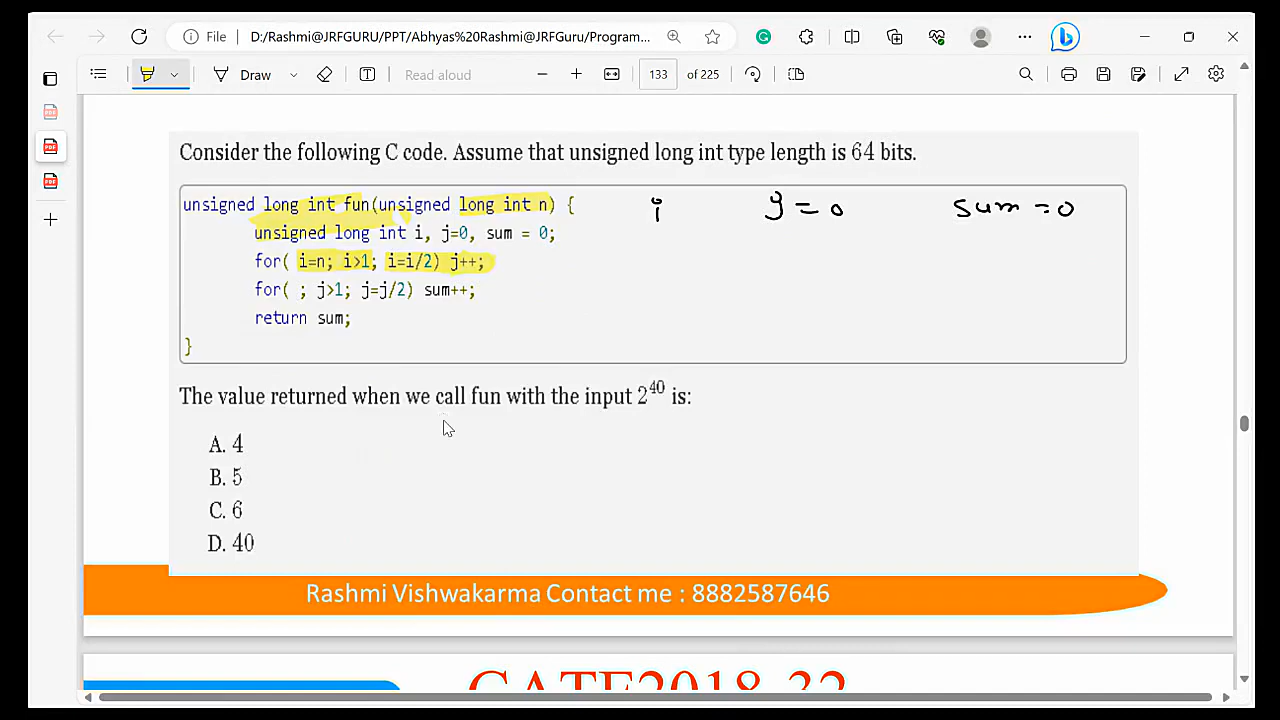 File D:/Rashmi@JRFGURU/PPT/Abhyas%20Rashmi@JRFGuru/Program...
Draw Read aloud 133 of 225
Consider the following C code. Assume that unsigned long int type length is 64 bits.
unsigned long int fun(unsigned long int n) { i j = 0 sum = 0
unsigned long int i, j=0, sum = 0;
for( i=n; i>1; i=i/2) j++;
for( ; j>1; j=j/2) sum++;
return sum;
}
The value returned when we call fun with the input 2⁴⁰ is:
A. 4
B. 5
C. 6
D. 40
Rashmi Vishwakarma Contact me : 8882587646
GATE2018-32